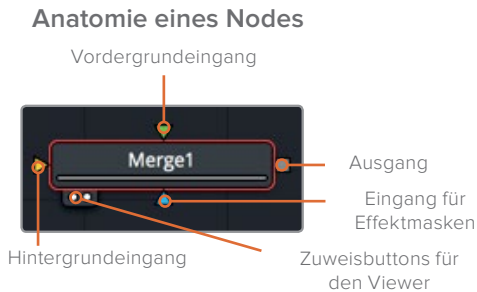 Anatomie eines Nodes
Vordergrundeingang
Merge1
Ausgang
Eingang für
Effektmasken
Hintergrundeingang
Zuweisbuttons für
den Viewer